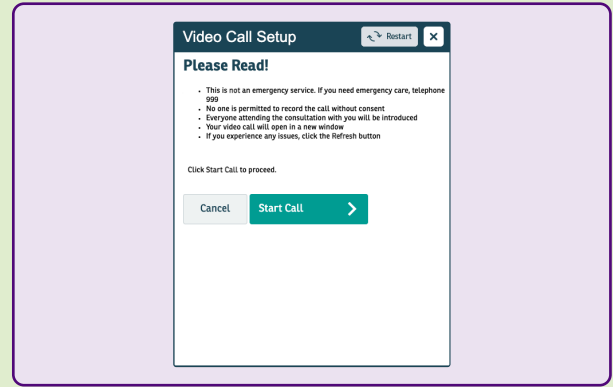 Video Call Setup
Restart
Please Read!
• This is not an emergency service. If you need emergency care, telephone
999
• No one is permitted to record the call without consent
• Everyone attending the consultation with you will be introduced
• Your video call will open in a new window
• If you experience any issues, click the Refresh button
Click Start Call to proceed.
Cancel
Start Call